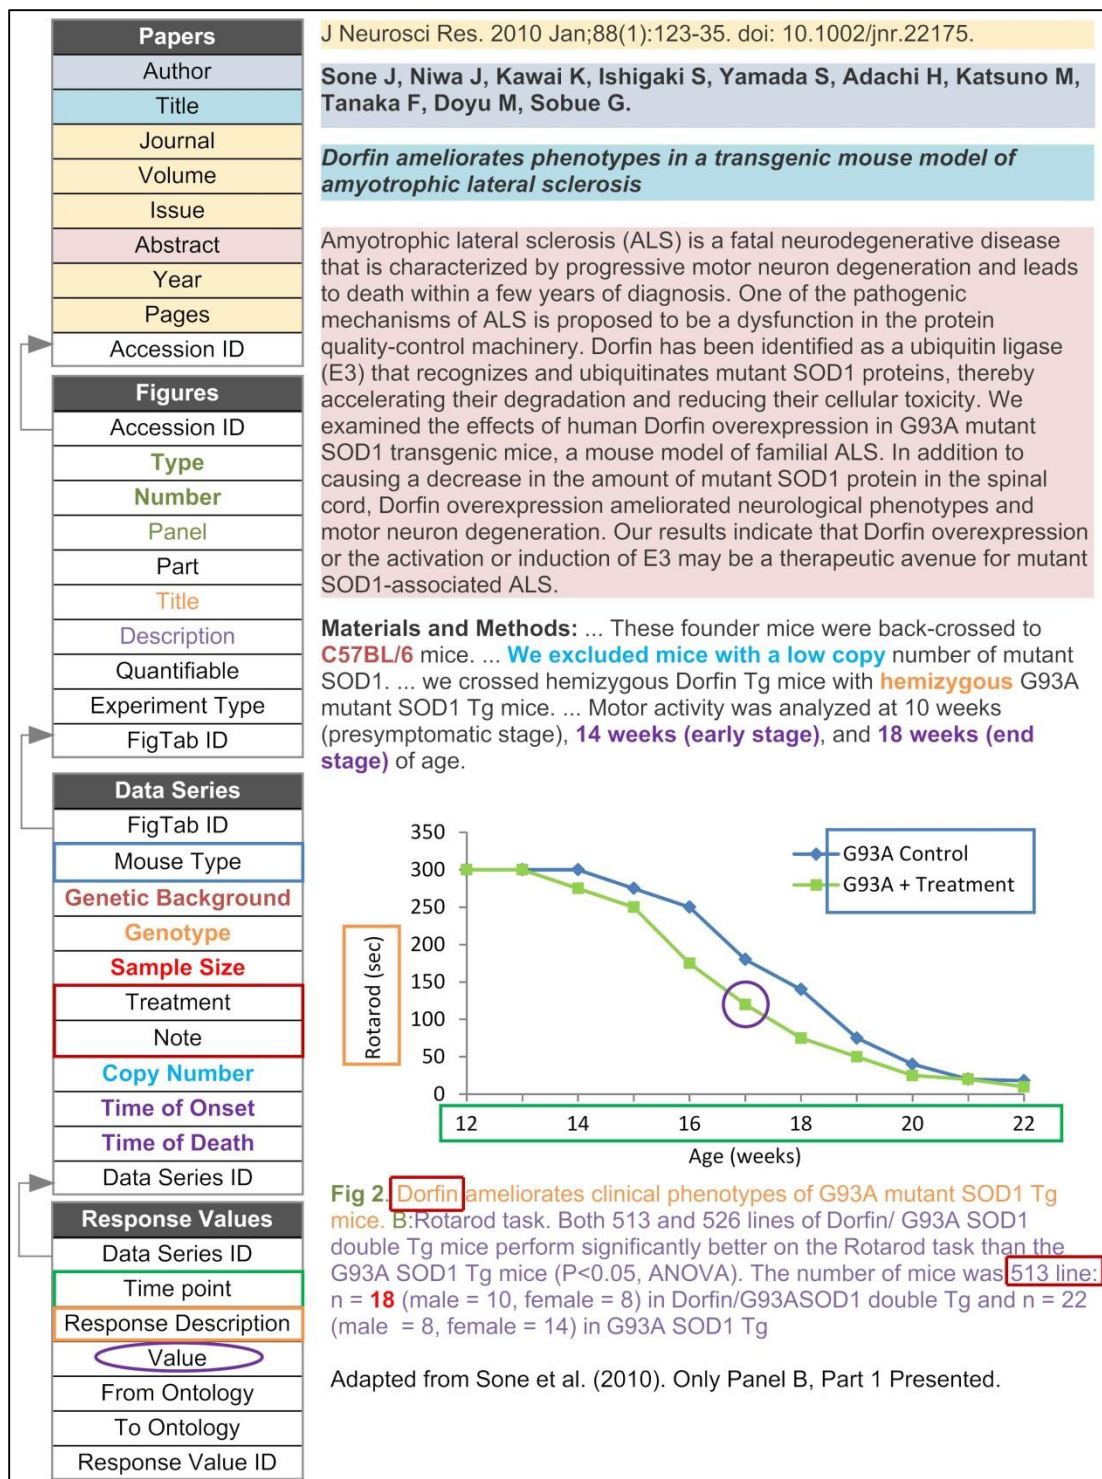 Papers
Author
Title
Journal
Volume
Issue
Abstract
Year
Pages
Accession ID
Figures
Accession ID
Type
Number
Panel
Part
Title
Description
Quantifiable
Experiment Type
FigTab ID
Data Series
FigTab ID
Mouse Type
Genetic Background
Genotype
Sample Size
Treatment
Note
Copy Number
Time of Onset
Time of Death
Data Series ID
Response Values
Data Series ID
Time point
Response Description
Value
From Ontology
To Ontology
Response Value ID
J Neurosci Res. 2010 Jan;88(1):123-35. doi: 10.1002/jnr.22175.
Sone J, Niwa J, Kawai K, Ishigaki S, Yamada S, Adachi H, Katsuno M,
Tanaka F, Doyu M, Sobue G.
Dorfin ameliorates phenotypes in a transgenic mouse model of
amyotrophic lateral sclerosis
Amyotrophic lateral sclerosis (ALS) is a fatal neurodegenerative disease
that is characterized by progressive motor neuron degeneration and leads
to death within a few years of diagnosis. One of the pathogenic
mechanisms of ALS is proposed to be a dysfunction in the protein
quality-control machinery. Dorfin has been identified as a ubiquitin ligase
(E3) that recognizes and ubiquitinates mutant SOD1 proteins, thereby
accelerating their degradation and reducing their cellular toxicity. We
examined the effects of human Dorfin overexpression in G93A mutant
SOD1 transgenic mice, a mouse model of familial ALS. In addition to
causing a decrease in the amount of mutant SOD1 protein in the spinal
cord, Dorfin overexpression ameliorated neurological phenotypes and
motor neuron degeneration. Our results indicate that Dorfin overexpression
or the activation or induction of E3 may be a therapeutic avenue for mutant
SOD1-associated ALS.
Materials and Methods: ... These founder mice were back-crossed to
C57BL/6 mice. ... We excluded mice with a low copy number of mutant
SOD1. ... we crossed hemizygous Dorfin Tg mice with hemizygous G93A
mutant SOD1 Tg mice. ... Motor activity was analyzed at 10 weeks
(presymptomatic stage), 14 weeks (early stage), and 18 weeks (end
stage) of age.
Rotarod (sec)
350
300
250
200
150
100
50
0
G93A Control
G93A + Treatment
12 14 16 18 20 22
Age (weeks)
Fig 2. Dorfin ameliorates clinical phenotypes of G93A mutant SOD1 Tg
mice. B:Rotarod task. Both 513 and 526 lines of Dorfin/ G93A SOD1
double Tg mice perform significantly better on the Rotarod task than the
G93A SOD1 Tg mice (P<0.05, ANOVA). The number of mice was 513 line:
n = 18 (male = 10, female = 8) in Dorfin/G93ASOD1 double Tg and n = 22
(male = 8, female = 14) in G93A SOD1 Tg
Adapted from Sone et al. (2010). Only Panel B, Part 1 Presented.